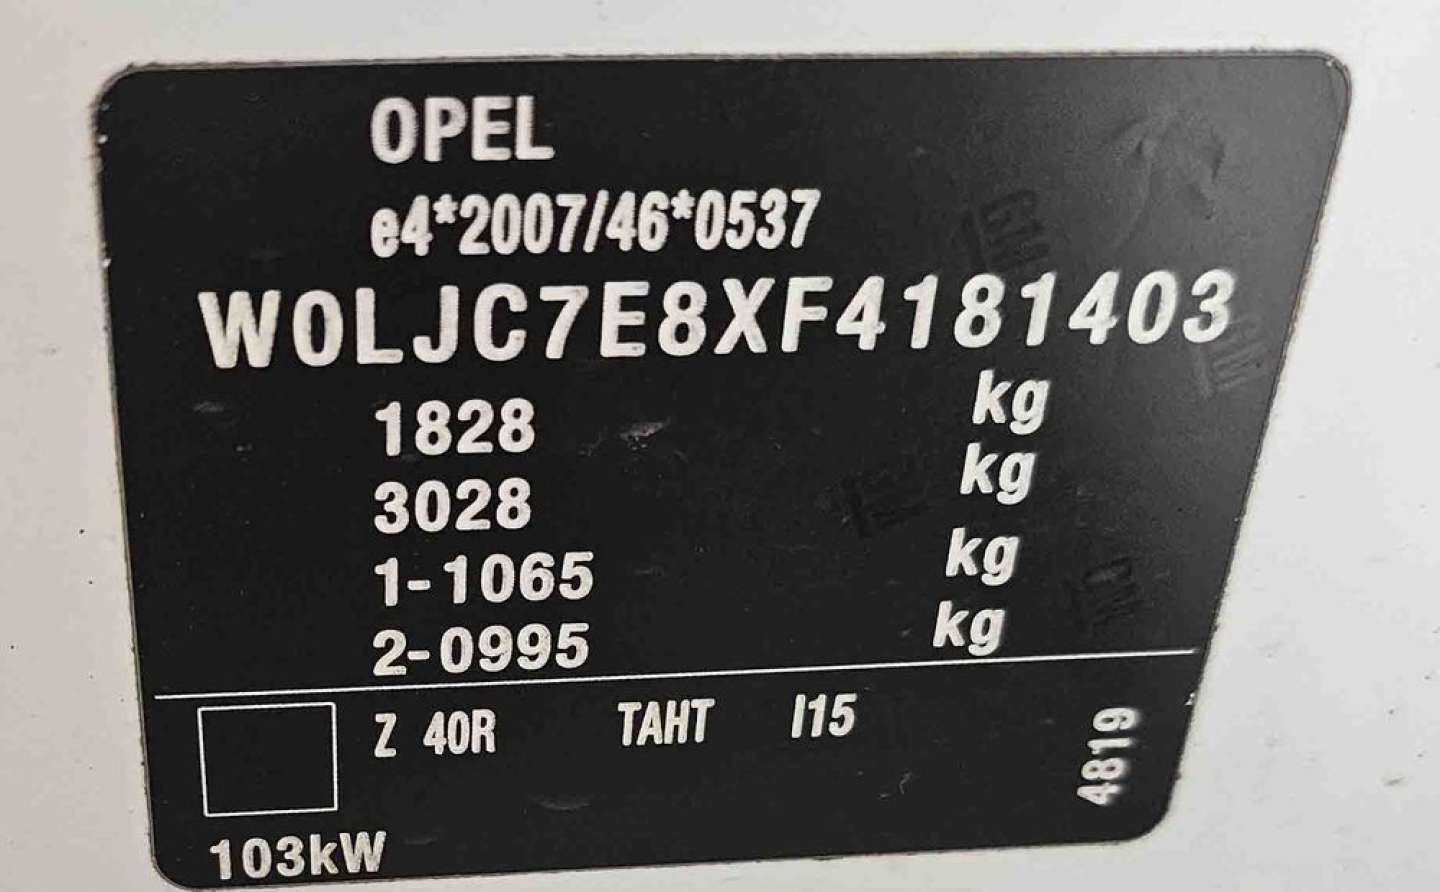 OPEL
e4*2007/46*0537
W0LJC7E8XF4181403
1828 kg
3028 kg
1-1065 kg
2-0995 kg
Z 40R TAHT I15
4819
103kW